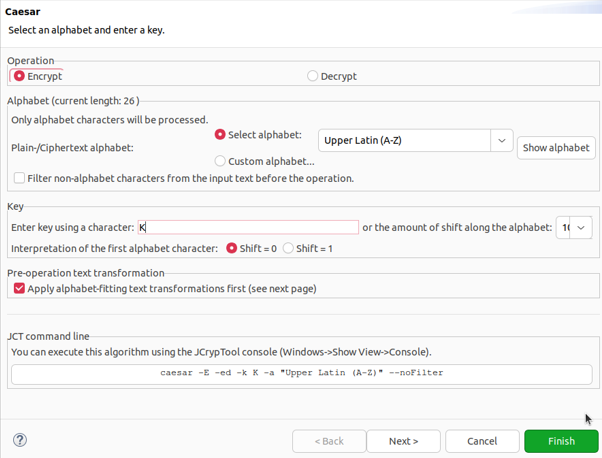 Caesar
Select an alphabet and enter a key.
Operation
Encrypt Decrypt
Alphabet (current length: 26 )
Only alphabet characters will be processed.
Plain-/Ciphertext alphabet: Select alphabet: Upper Latin (A-Z) Show alphabet
Custom alphabet...
Filter non-alphabet characters from the input text before the operation.
Key
Enter key using a character: K or the amount of shift along the alphabet:
Interpretation of the first alphabet character: Shift = 0 Shift = 1
Pre-operation text transformation
Apply alphabet-fitting text transformations first (see next page)
JCT command line
You can execute this algorithm using the JCrypTool console (Windows->Show View->Console).
caesar -E -ed -k K -a "Upper Latin (A-Z)" --noFilter
? < Back Next > Cancel Finish